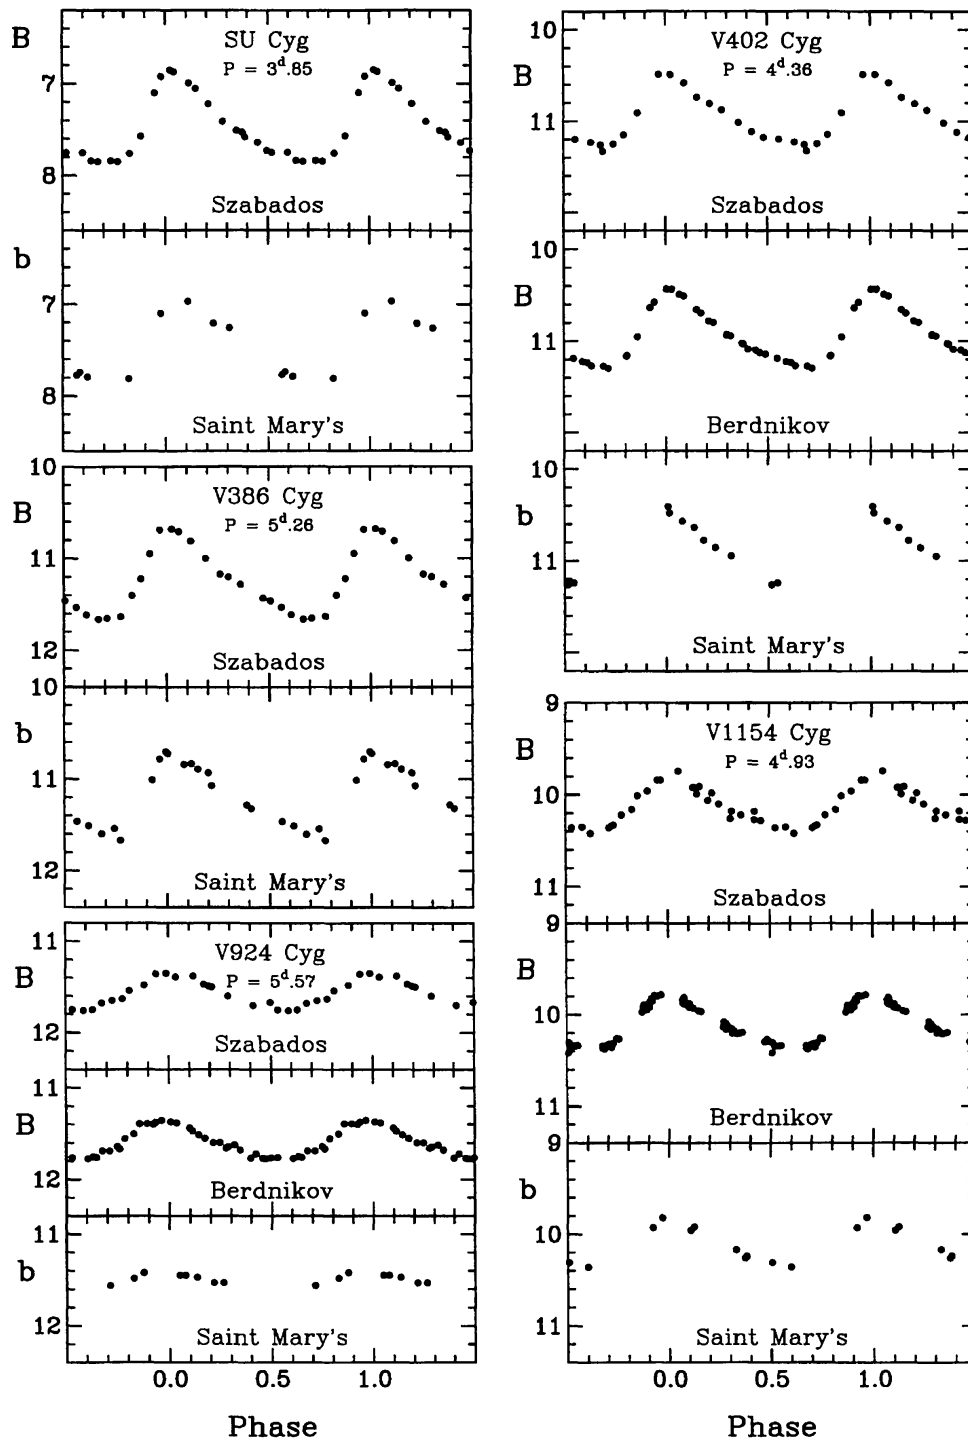 SU Cyg
P = 3ᵈ.85
B
7
8
Szabados
b
7
8
Saint Mary's
10
V386 Cyg
P = 5ᵈ.26
B
11
12
Szabados
10
b
11
12
Saint Mary's
11
V924 Cyg
P = 5ᵈ.57
B
12
Szabados
11
B
12
Berdnikov
11
b
12
Saint Mary's
0.0 0.5 1.0
Phase
10
V402 Cyg
P = 4ᵈ.36
B
11
Szabados
10
B
11
Berdnikov
10
b
11
Saint Mary's
9
V1154 Cyg
P = 4ᵈ.93
B
10
11
Szabados
9
B
10
11
Berdnikov
9
b
10
11
Saint Mary's
0.0 0.5 1.0
Phase